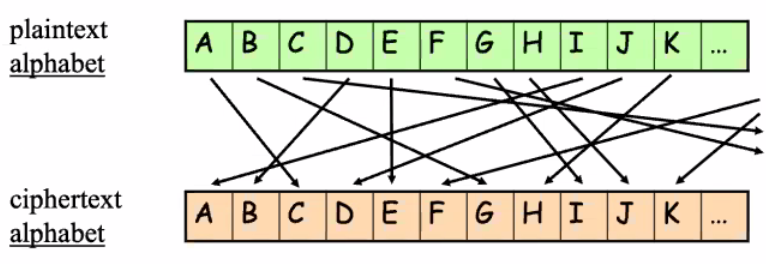 plaintext
alphabet
A B C D E F G H I J K ...
ciphertext
alphabet
A B C D E F G H I J K ...